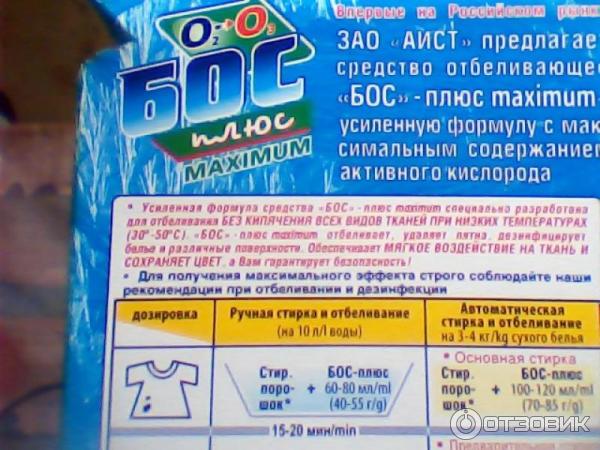 O₂ → O₃
БОС
плюс
MAXIMUM
Впервые на Российском
ЗАО «АИСТ» предлагае
средство отбеливающе
«БОС» - плюс maximum
усиленную формулу с мак
симальным содержанием
активного кислорода
* Усиленная формула средства «БОС» -плюс maximum специально разработана
для отбеливания БЕЗ КИПЯЧЕНИЯ ВСЕХ ВИДОВ ТКАНЕЙ ПРИ НИЗКИХ ТЕМПЕРАТУРАХ
(30°-50°С). «БОС» -плюс maximum отбеливает, удаляет пятна, дезинфицирует
белье и различные поверхности. Обеспечивает МЯГКОЕ ВОЗДЕЙСТВИЕ НА ТКАНЬ И
СОХРАНЯЕТ ЦВЕТ, а Вам гарантирует безопасность!
• Для получения максимального эффекта строго соблюдайте наши
рекомендации при отбеливании и дезинфекции
дозировка
Ручная стирка и отбеливание
(на 10 л/l воды)
Автоматическая
стирка и отбеливание
на 3-4 кг/kg сухого белья
Стир. БОС-плюс
поро- + 60-80 мл/ml
шок* (40-55 г/g)
15-20 мин/min
* Основная стирка
Стир. БОС-плюс
поро- + 100-120 мл/ml
шок* (70-85 г/g)
ОТЗОВИК